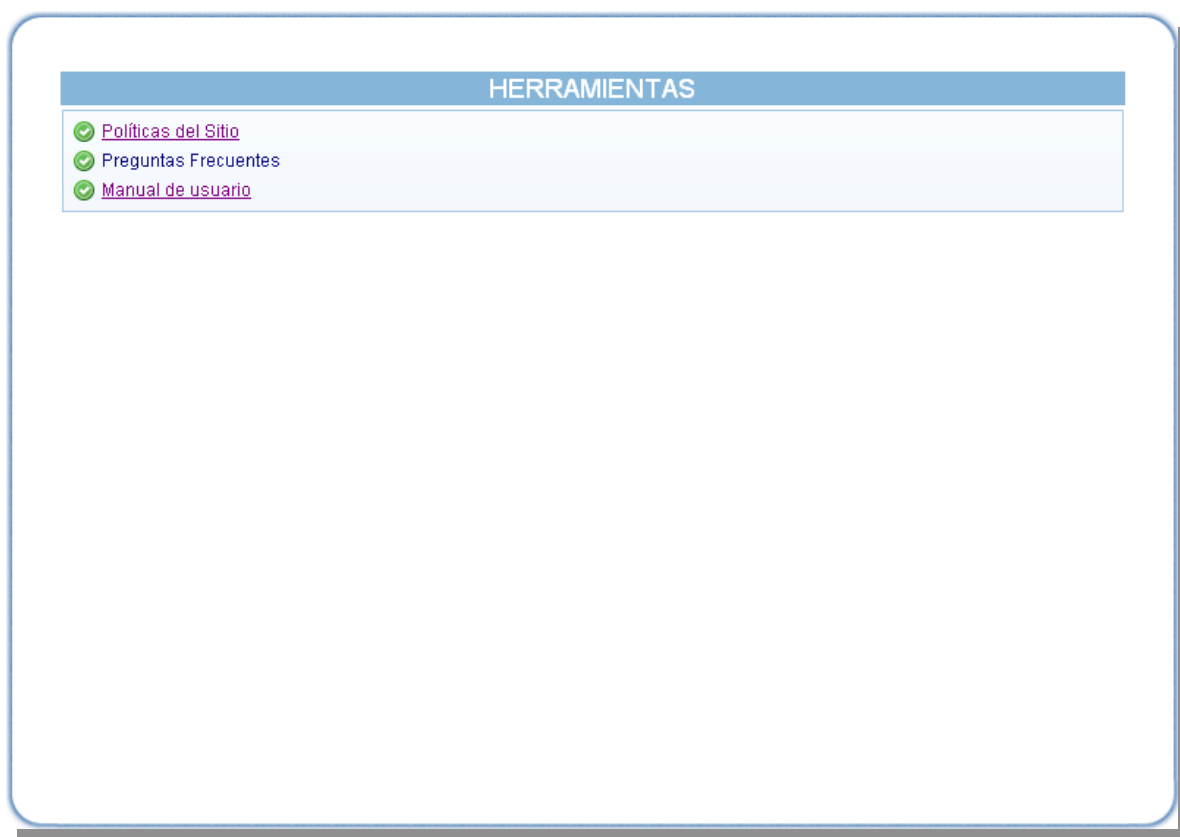 HERRAMIENTAS
Políticas del Sitio
Preguntas Frecuentes
Manual de usuario